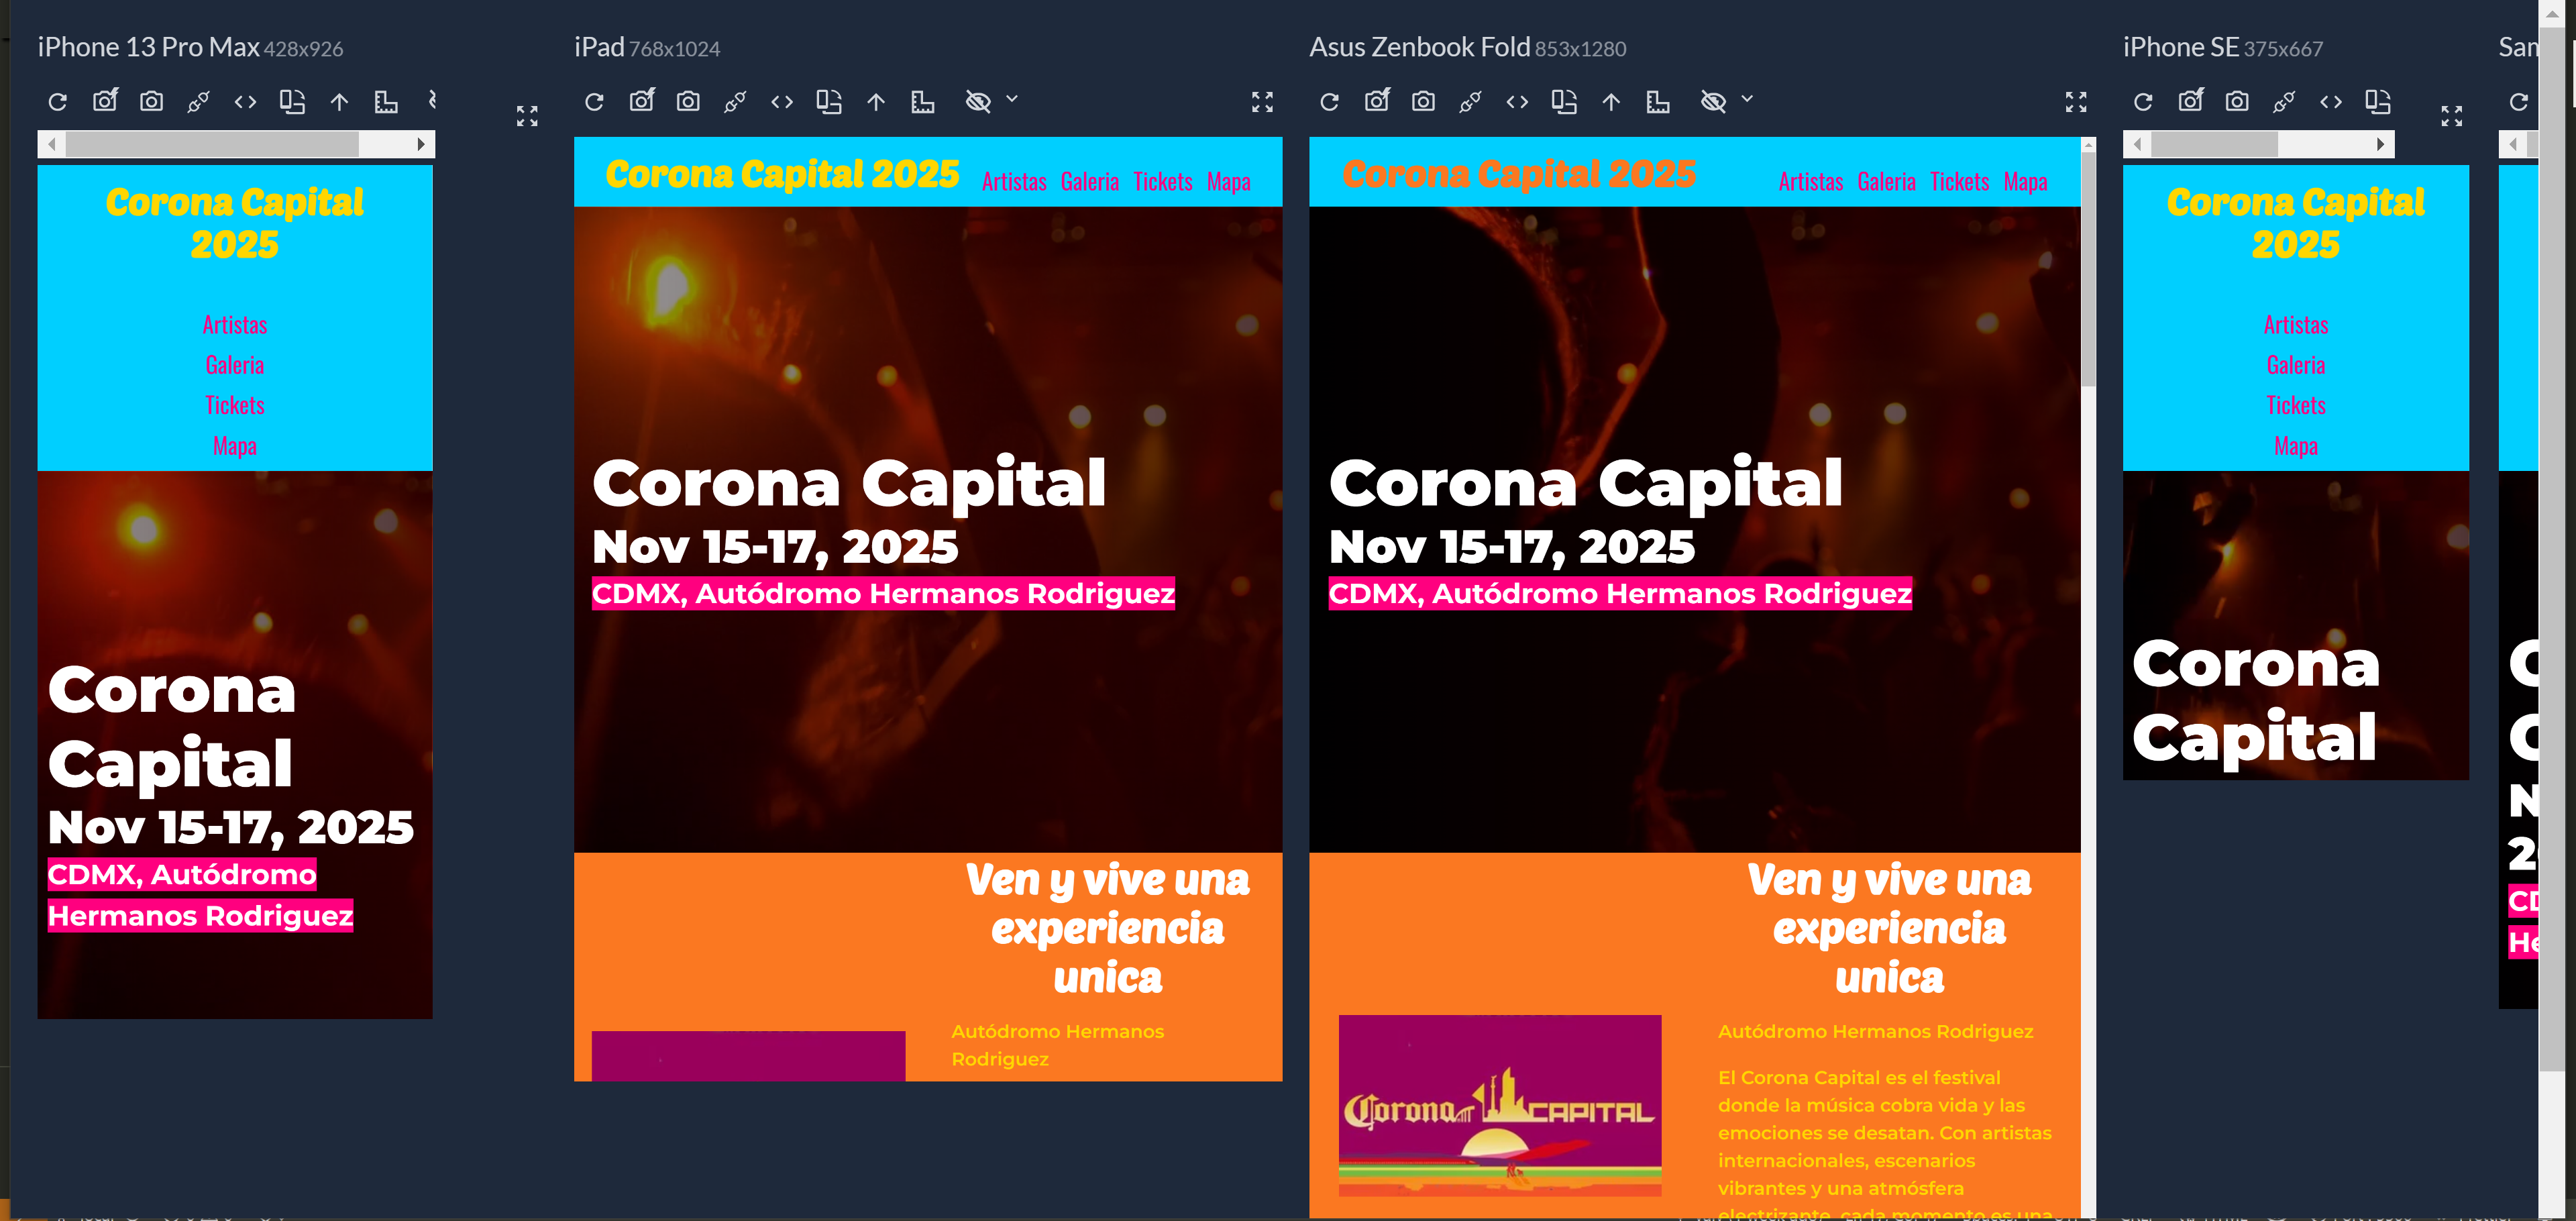 iPhone 13 Pro Max 428x926
Corona Capital
2025
Artistas
Galeria
Tickets
Mapa
Corona
Capital
Nov 15-17, 2025
CDMX, Autódromo
Hermanos Rodriguez
iPad 768x1024
Corona Capital 2025 Artistas Galeria Tickets Mapa
Corona Capital
Nov 15-17, 2025
CDMX, Autódromo Hermanos Rodriguez
Ven y vive una
experiencia
unica
Autódromo Hermanos
Rodriguez
Asus Zenbook Fold 853x1280
Corona Capital 2025 Artistas Galeria Tickets Mapa
Corona Capital
Nov 15-17, 2025
CDMX, Autódromo Hermanos Rodriguez
Ven y vive una
experiencia
unica
Corona CAPITAL
Autódromo Hermanos Rodriguez
El Corona Capital es el festival
donde la música cobra vida y las
emociones se desatan. Con artistas
internacionales, escenarios
vibrantes y una atmósfera
electrizante, cada momento es una
iPhone SE 375x667
Corona Capital
2025
Artistas
Galeria
Tickets
Mapa
Corona
Capital
Sam
C
C
N
2
CD
He